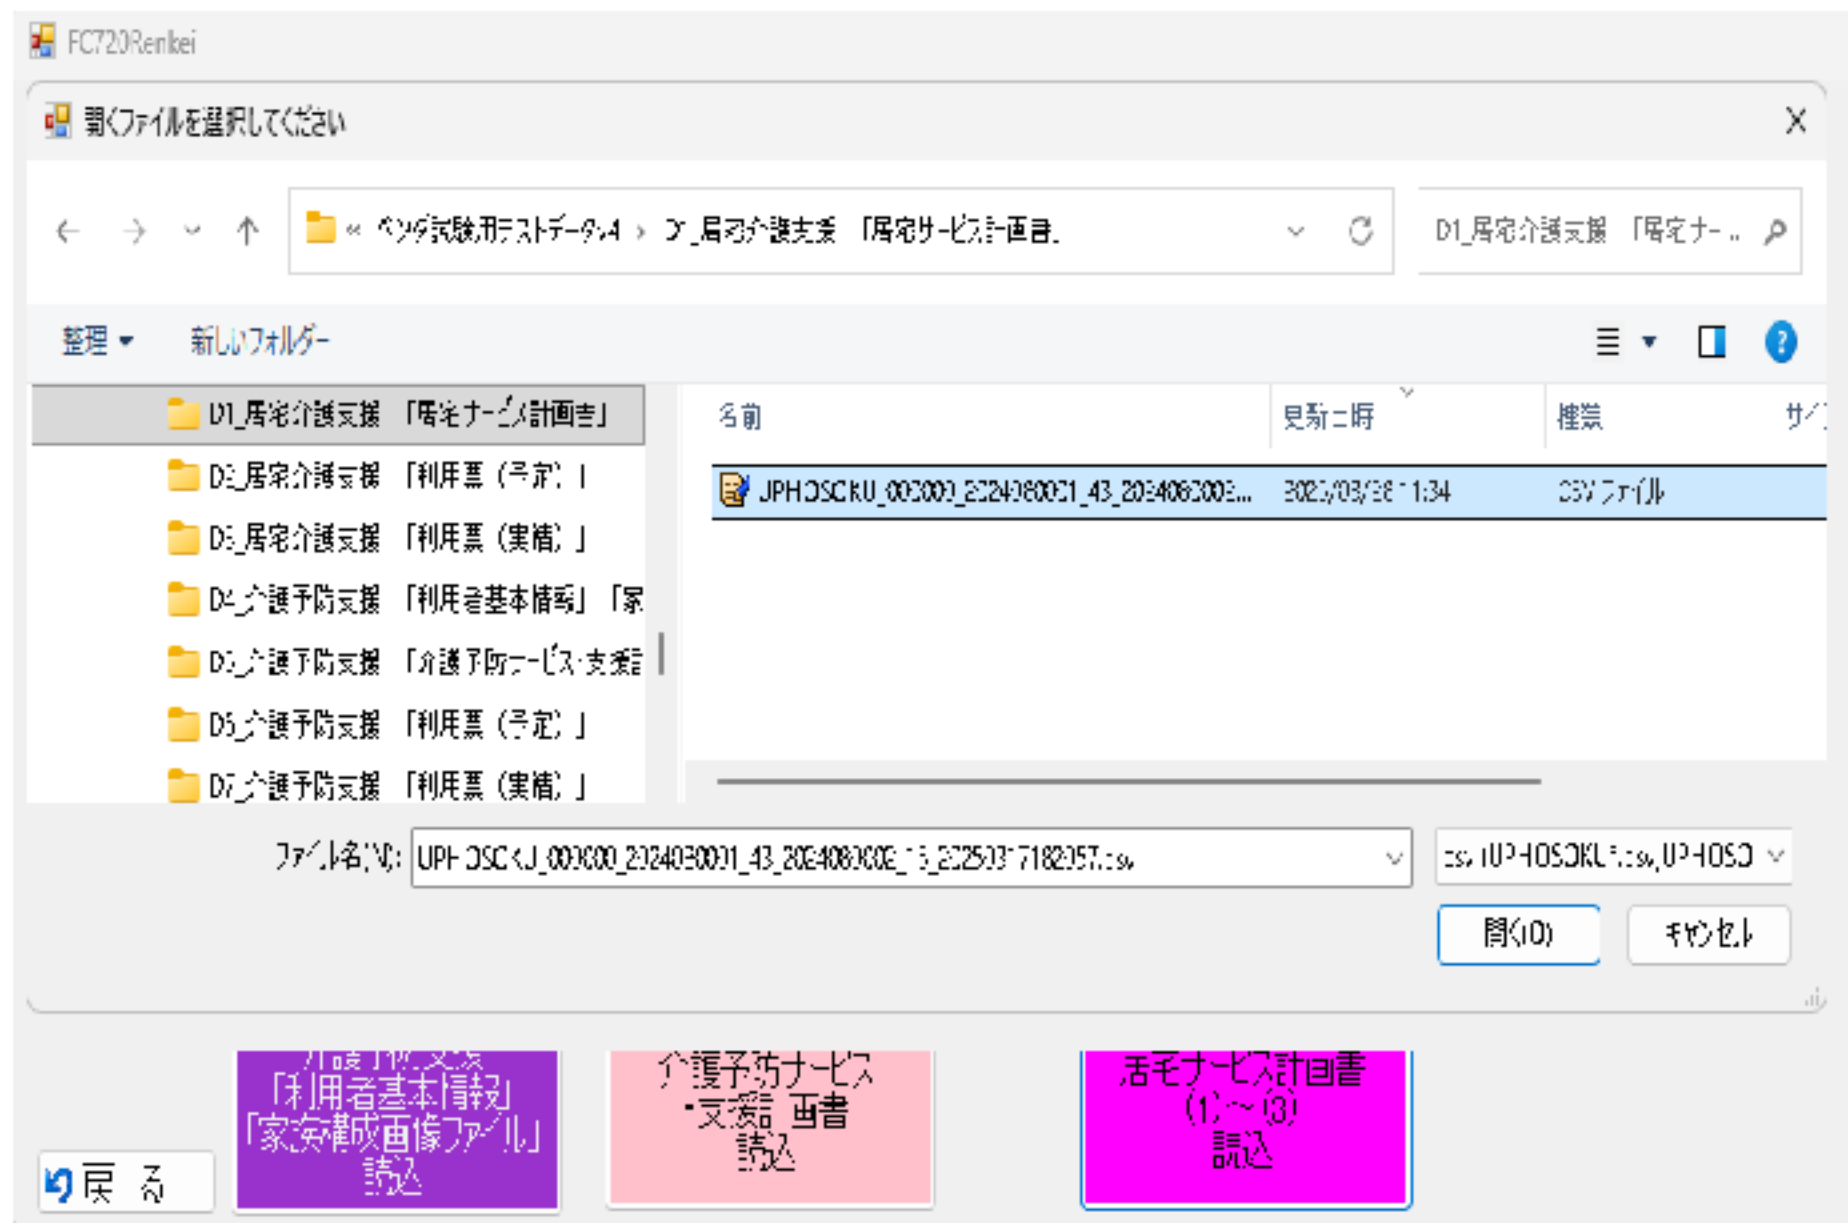 FC720Renkei
開くファイルを選択してください
« ベンダ試験用テストデータv4 › D1_居宅介護支援 「居宅サービス計画書」
D1_居宅介護支援 「居宅サー...
整理
新しいフォルダー
名前
更新日時
種類
D1_居宅介護支援 「居宅サービス計画書」
D2_居宅介護支援 「利用票（予定）」
D3_居宅介護支援 「利用票（実績）」
D4_介護予防支援 「利用者基本情報」「家
D5_介護予防支援 「介護予防サービス・支援計
D6_介護予防支援 「利用票（予定）」
D7_介護予防支援 「利用票（実績）」
CSV ファイル
ファイル名(N):
開く(O)
キャンセル
戻 る
介護予防支援
「利用者基本情報」
「家族構成画像ファイル」
読込
介護予防サービス
・支援計画書
読込
居宅サービス計画書
(1)～(3)
読込